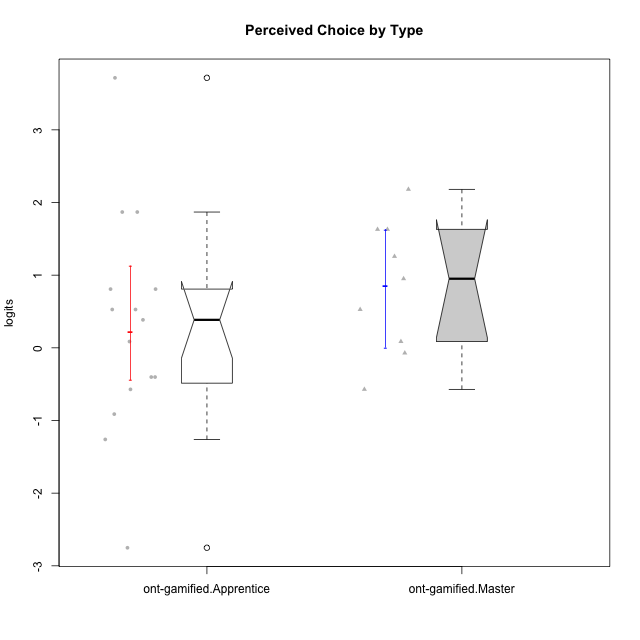 Perceived Choice by Type
logits
3
2
1
0
-1
-2
-3
ont-gamified.Apprentice
ont-gamified.Master